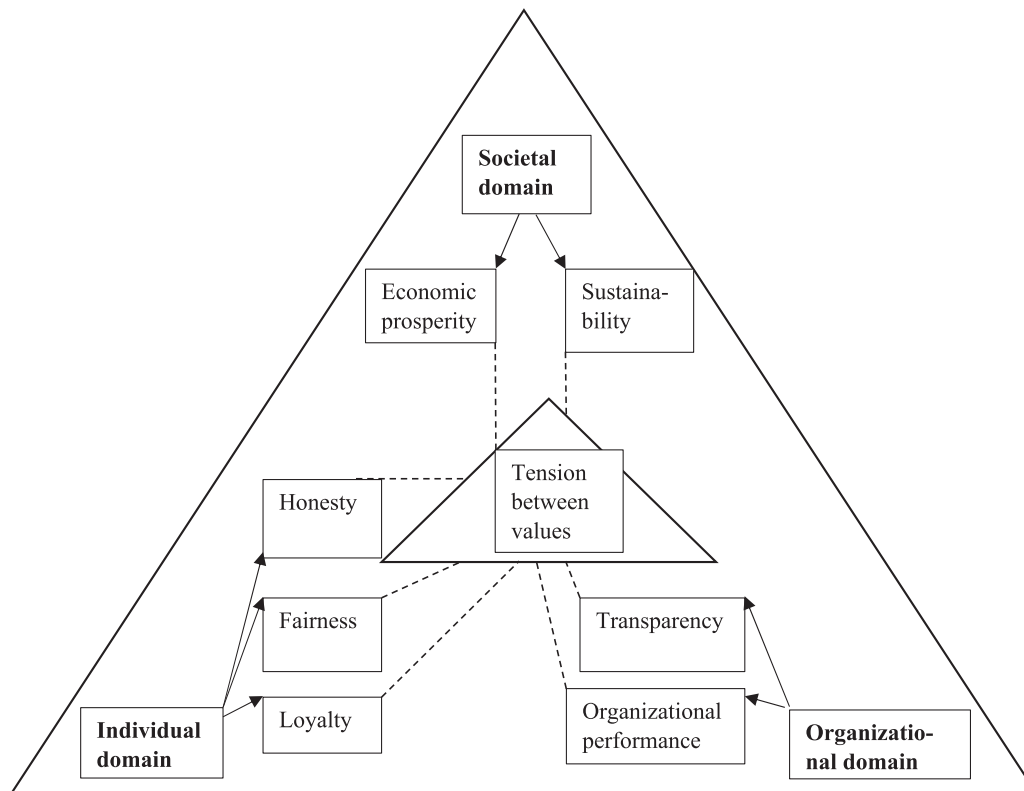 Societal
domain
Economic
prosperity
Sustaina-
bility
Tension
between
values
Honesty
Fairness
Transparency
Loyalty
Organizational
performance
Individual
domain
Organizatio-
nal domain